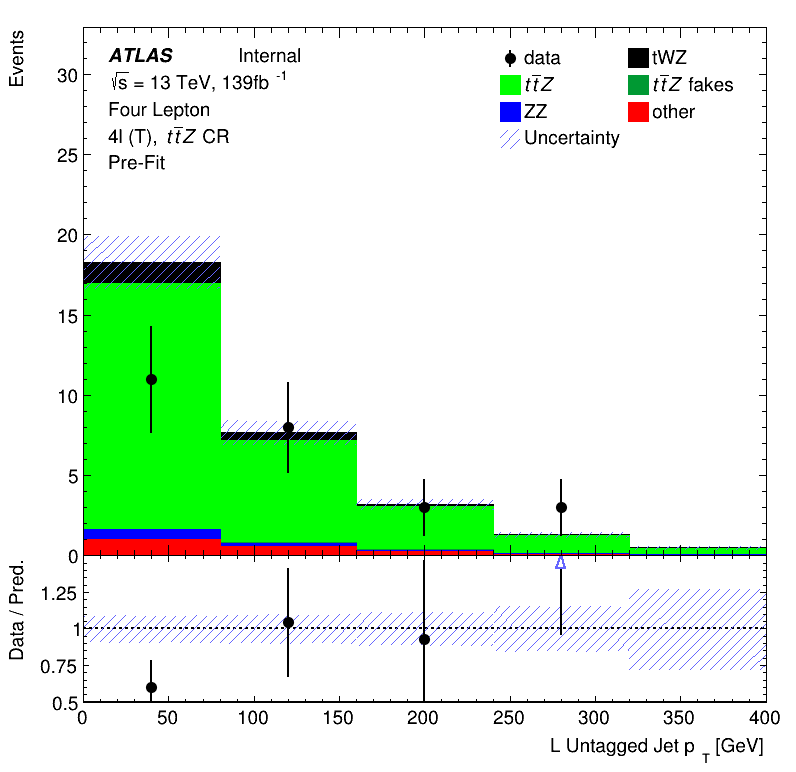 Events
ATLAS Internal
√s = 13 TeV, 139fb -1
Four Lepton
4l (T), tt̄Z CR
Pre-Fit
data tWZ
tt̄Z tt̄Z fakes
ZZ other
Uncertainty
30
25
20
15
10
5
0
Data / Pred.
1.25
1
0.75
0.5
0 50 100 150 200 250 300 350 400
L Untagged Jet p T [GeV]